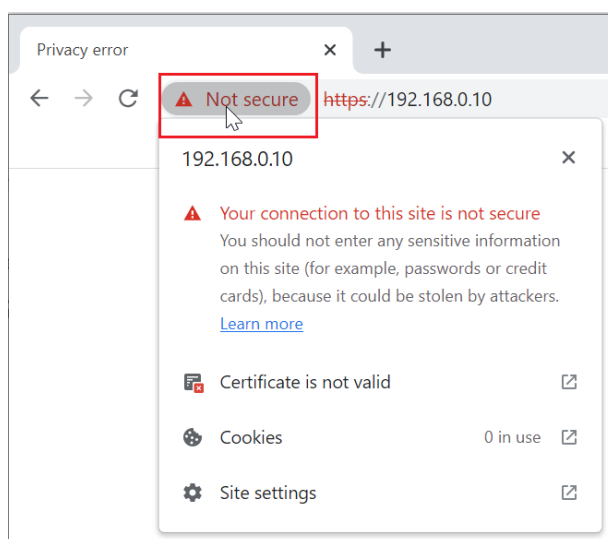 Privacy error
Not secure https://192.168.0.10
192.168.0.10
Your connection to this site is not secure
You should not enter any sensitive information
on this site (for example, passwords or credit
cards), because it could be stolen by attackers.
Learn more
Certificate is not valid
Cookies 0 in use
Site settings